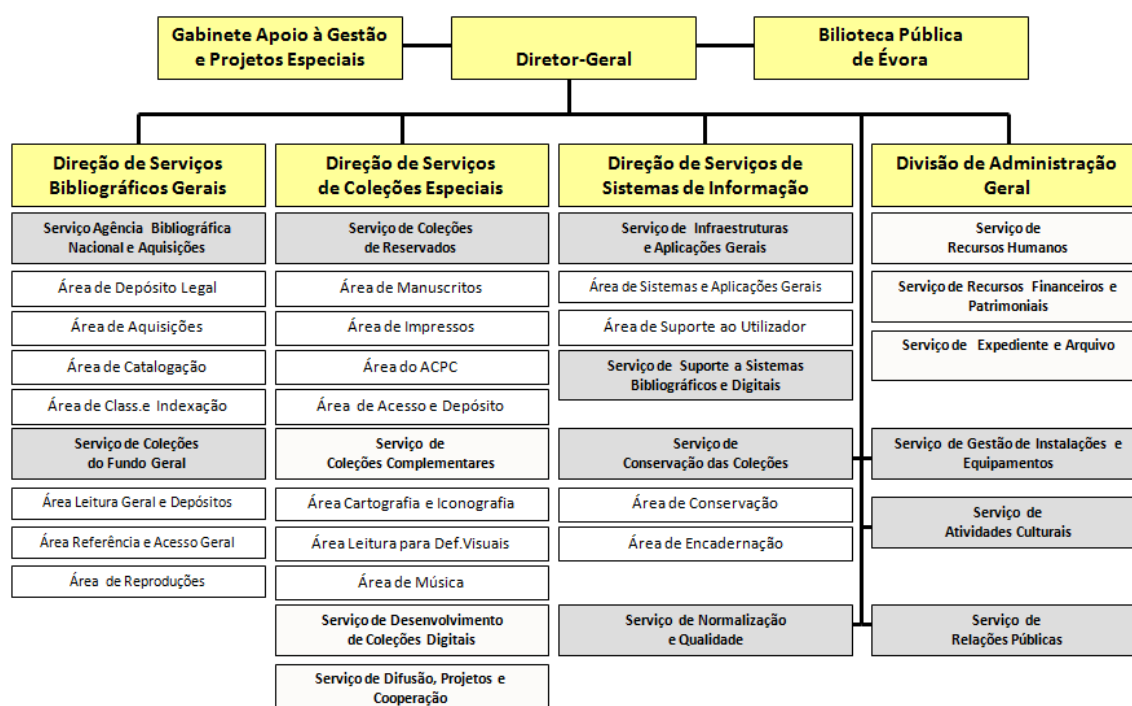 Gabinete Apoio à Gestão
e Projetos Especiais
Diretor-Geral
Bilioteca Pública
de Évora
Direção de Serviços
Bibliográficos Gerais
Serviço Agência Bibliográfica
Nacional e Aquisições
Área de Depósito Legal
Área de Aquisições
Área de Catalogação
Área de Class.e Indexação
Serviço de Coleções
do Fundo Geral
Área Leitura Geral e Depósitos
Área Referência e Acesso Geral
Área de Reproduções
Direção de Serviços
de Coleções Especiais
Serviço de Coleções
de Reservados
Área de Manuscritos
Área de Impressos
Área do ACPC
Área de Acesso e Depósito
Serviço de
Coleções Complementares
Área Cartografia e Iconografia
Área Leitura para Def.Visuais
Área de Música
Serviço de Desenvolvimento
de Coleções Digitais
Serviço de Difusão, Projetos e
Cooperação
Direção de Serviços de
Sistemas de Informação
Serviço de Infraestruturas
e Aplicações Gerais
Área de Sistemas e Aplicações Gerais
Área de Suporte ao Utilizador
Serviço de Suporte a Sistemas
Bibliográficos e Digitais
Serviço de
Conservação das Coleções
Área de Conservação
Área de Encadernação
Serviço de Normalização
e Qualidade
Divisão de Administração
Geral
Serviço de
Recursos Humanos
Serviço de Recursos Financeiros e
Patrimoniais
Serviço de Expediente e Arquivo
Serviço de Gestão de Instalações e
Equipamentos
Serviço de
Atividades Culturais
Serviço de
Relações Públicas